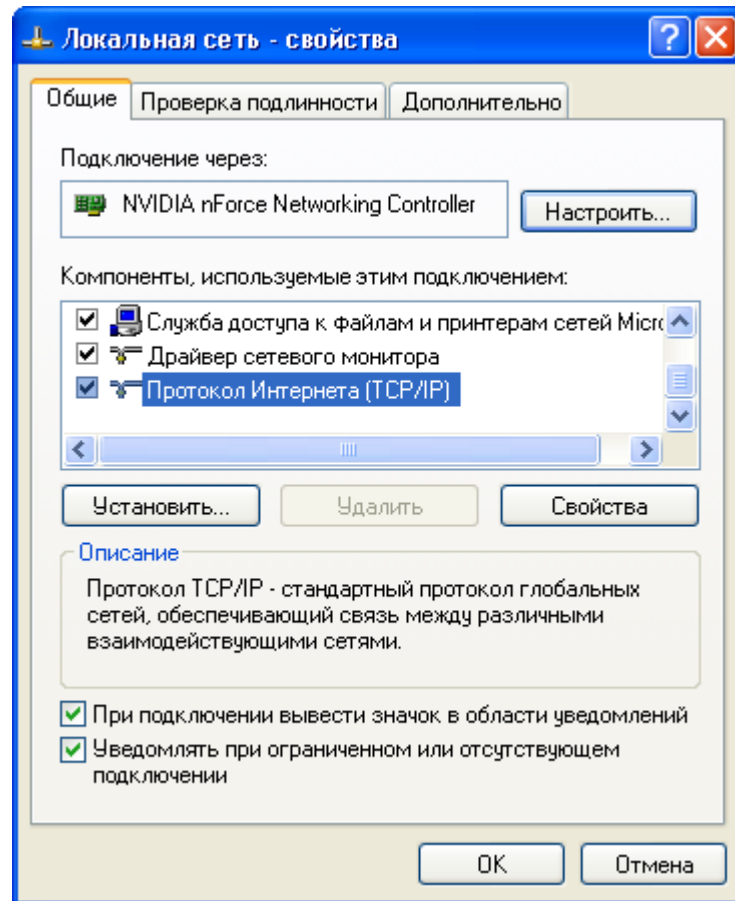 Локальная сеть - свойства
Общие
Проверка подлинности
Дополнительно
Подключение через:
NVIDIA nForce Networking Controller
Настроить...
Компоненты, используемые этим подключением:
Служба доступа к файлам и принтерам сетей Micro
Драйвер сетевого монитора
Протокол Интернета (TCP/IP)
Установить...
Удалить
Свойства
Описание
Протокол TCP/IP - стандартный протокол глобальных
сетей, обеспечивающий связь между различными
взаимодействующими сетями.
При подключении вывести значок в области уведомлений
Уведомлять при ограниченном или отсутствующем
подключении
OK
Отмена